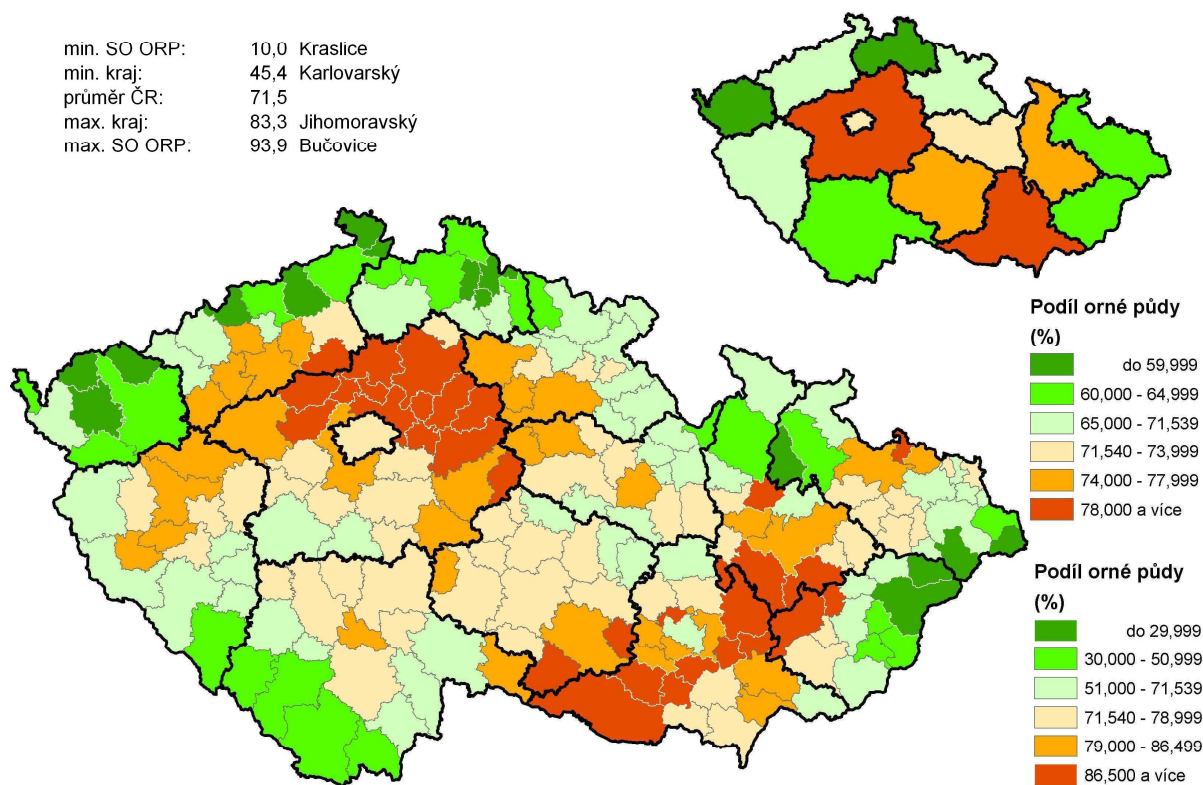 min. SO ORP: 10,0 Kraslice
min. kraj: 45,4 Karlovarský
průměr ČR: 71,5
max. kraj: 83,3 Jihomoravský
max. SO ORP: 93,9 Bučovice
Podíl orné půdy
(%)
do 59,999
60,000 - 64,999
65,000 - 71,539
71,540 - 73,999
74,000 - 77,999
78,000 a více
Podíl orné půdy
(%)
do 29,999
30,000 - 50,999
51,000 - 71,539
71,540 - 78,999
79,000 - 86,499
86,500 a více